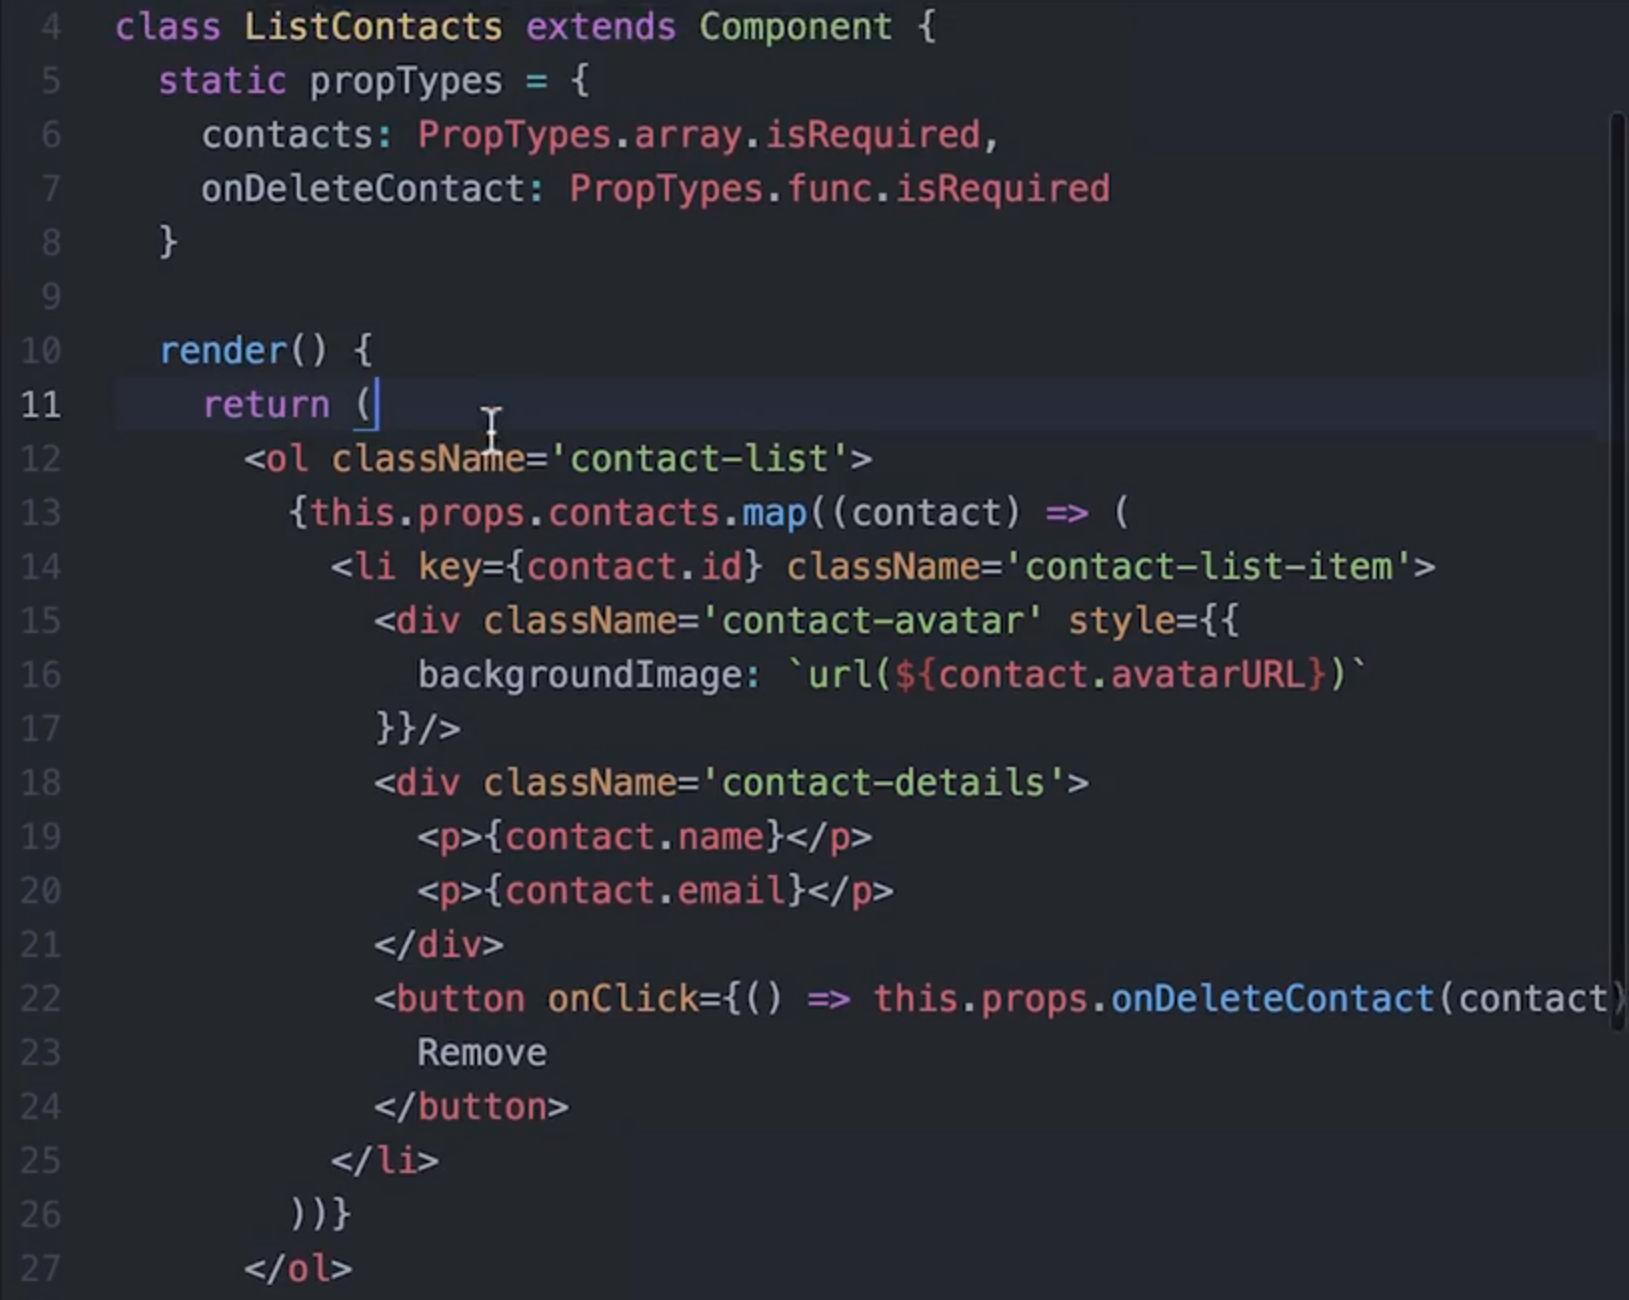 4 class ListContacts extends Component {
5 static propTypes = {
6 contacts: PropTypes.array.isRequired,
7 onDeleteContact: PropTypes.func.isRequired
8 }
9
10 render() {
11 return (
12 <ol className='contact-list'>
13 {this.props.contacts.map((contact) => (
14 <li key={contact.id} className='contact-list-item'>
15 <div className='contact-avatar' style={{
16 backgroundImage: `url(${contact.avatarURL})`
17 }}/>
18 <div className='contact-details'>
19 <p>{contact.name}</p>
20 <p>{contact.email}</p>
21 </div>
22 <button onClick={() => this.props.onDeleteContact(contact)
23 Remove
24 </button>
25 </li>
26 ))}
27 </ol>